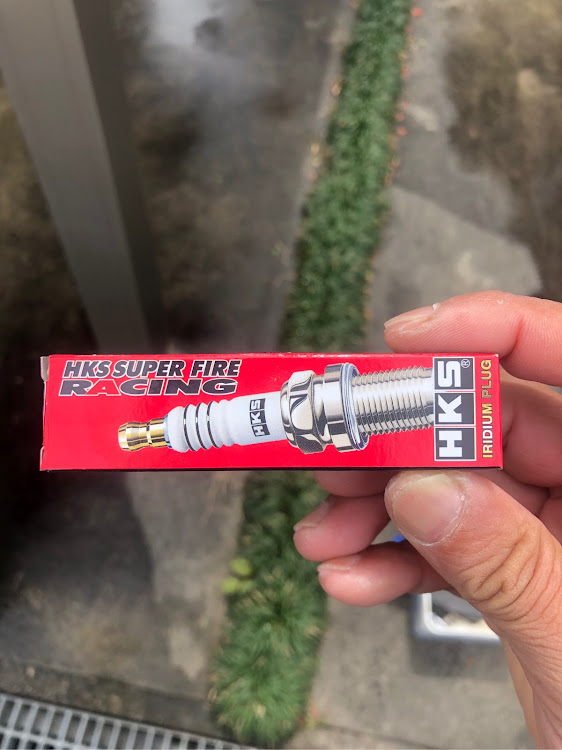 HKS SUPER FIRE
RACING
HKS
HKS®
IRIDIUM PLUG